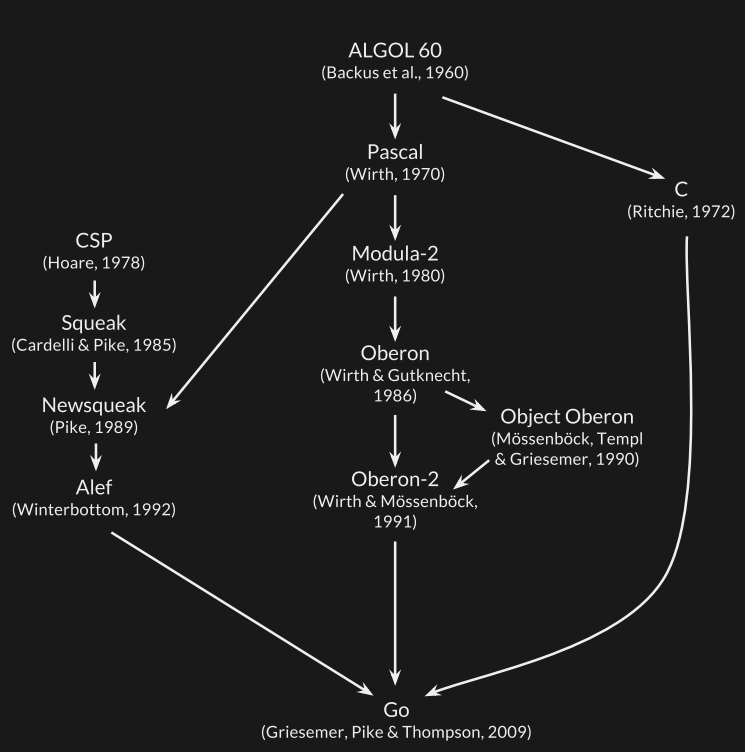 ALGOL 60
(Backus et al., 1960)
Pascal
(Wirth, 1970)
C
(Ritchie, 1972)
CSP
(Hoare, 1978)
Modula-2
(Wirth, 1980)
Squeak
(Cardelli & Pike, 1985)
Oberon
(Wirth & Gutknecht,
1986)
Newsqueak
(Pike, 1989)
Object Oberon
(Mössenböck, Templ
& Griesemer, 1990)
Oberon-2
(Wirth & Mössenböck,
1991)
Alef
(Winterbottom, 1992)
Go
(Griesemer, Pike & Thompson, 2009)